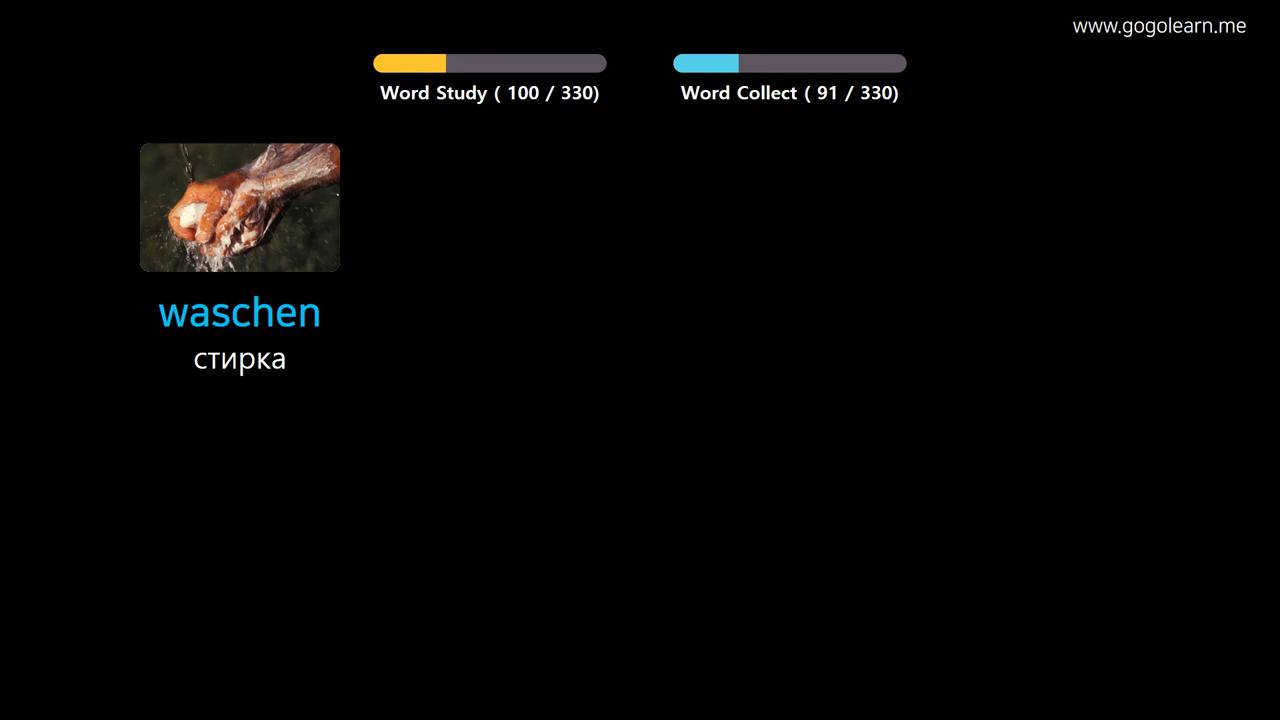 www.gogolearn.me
Word Study ( 100 / 330)
Word Collect ( 91 / 330)
waschen
стирка